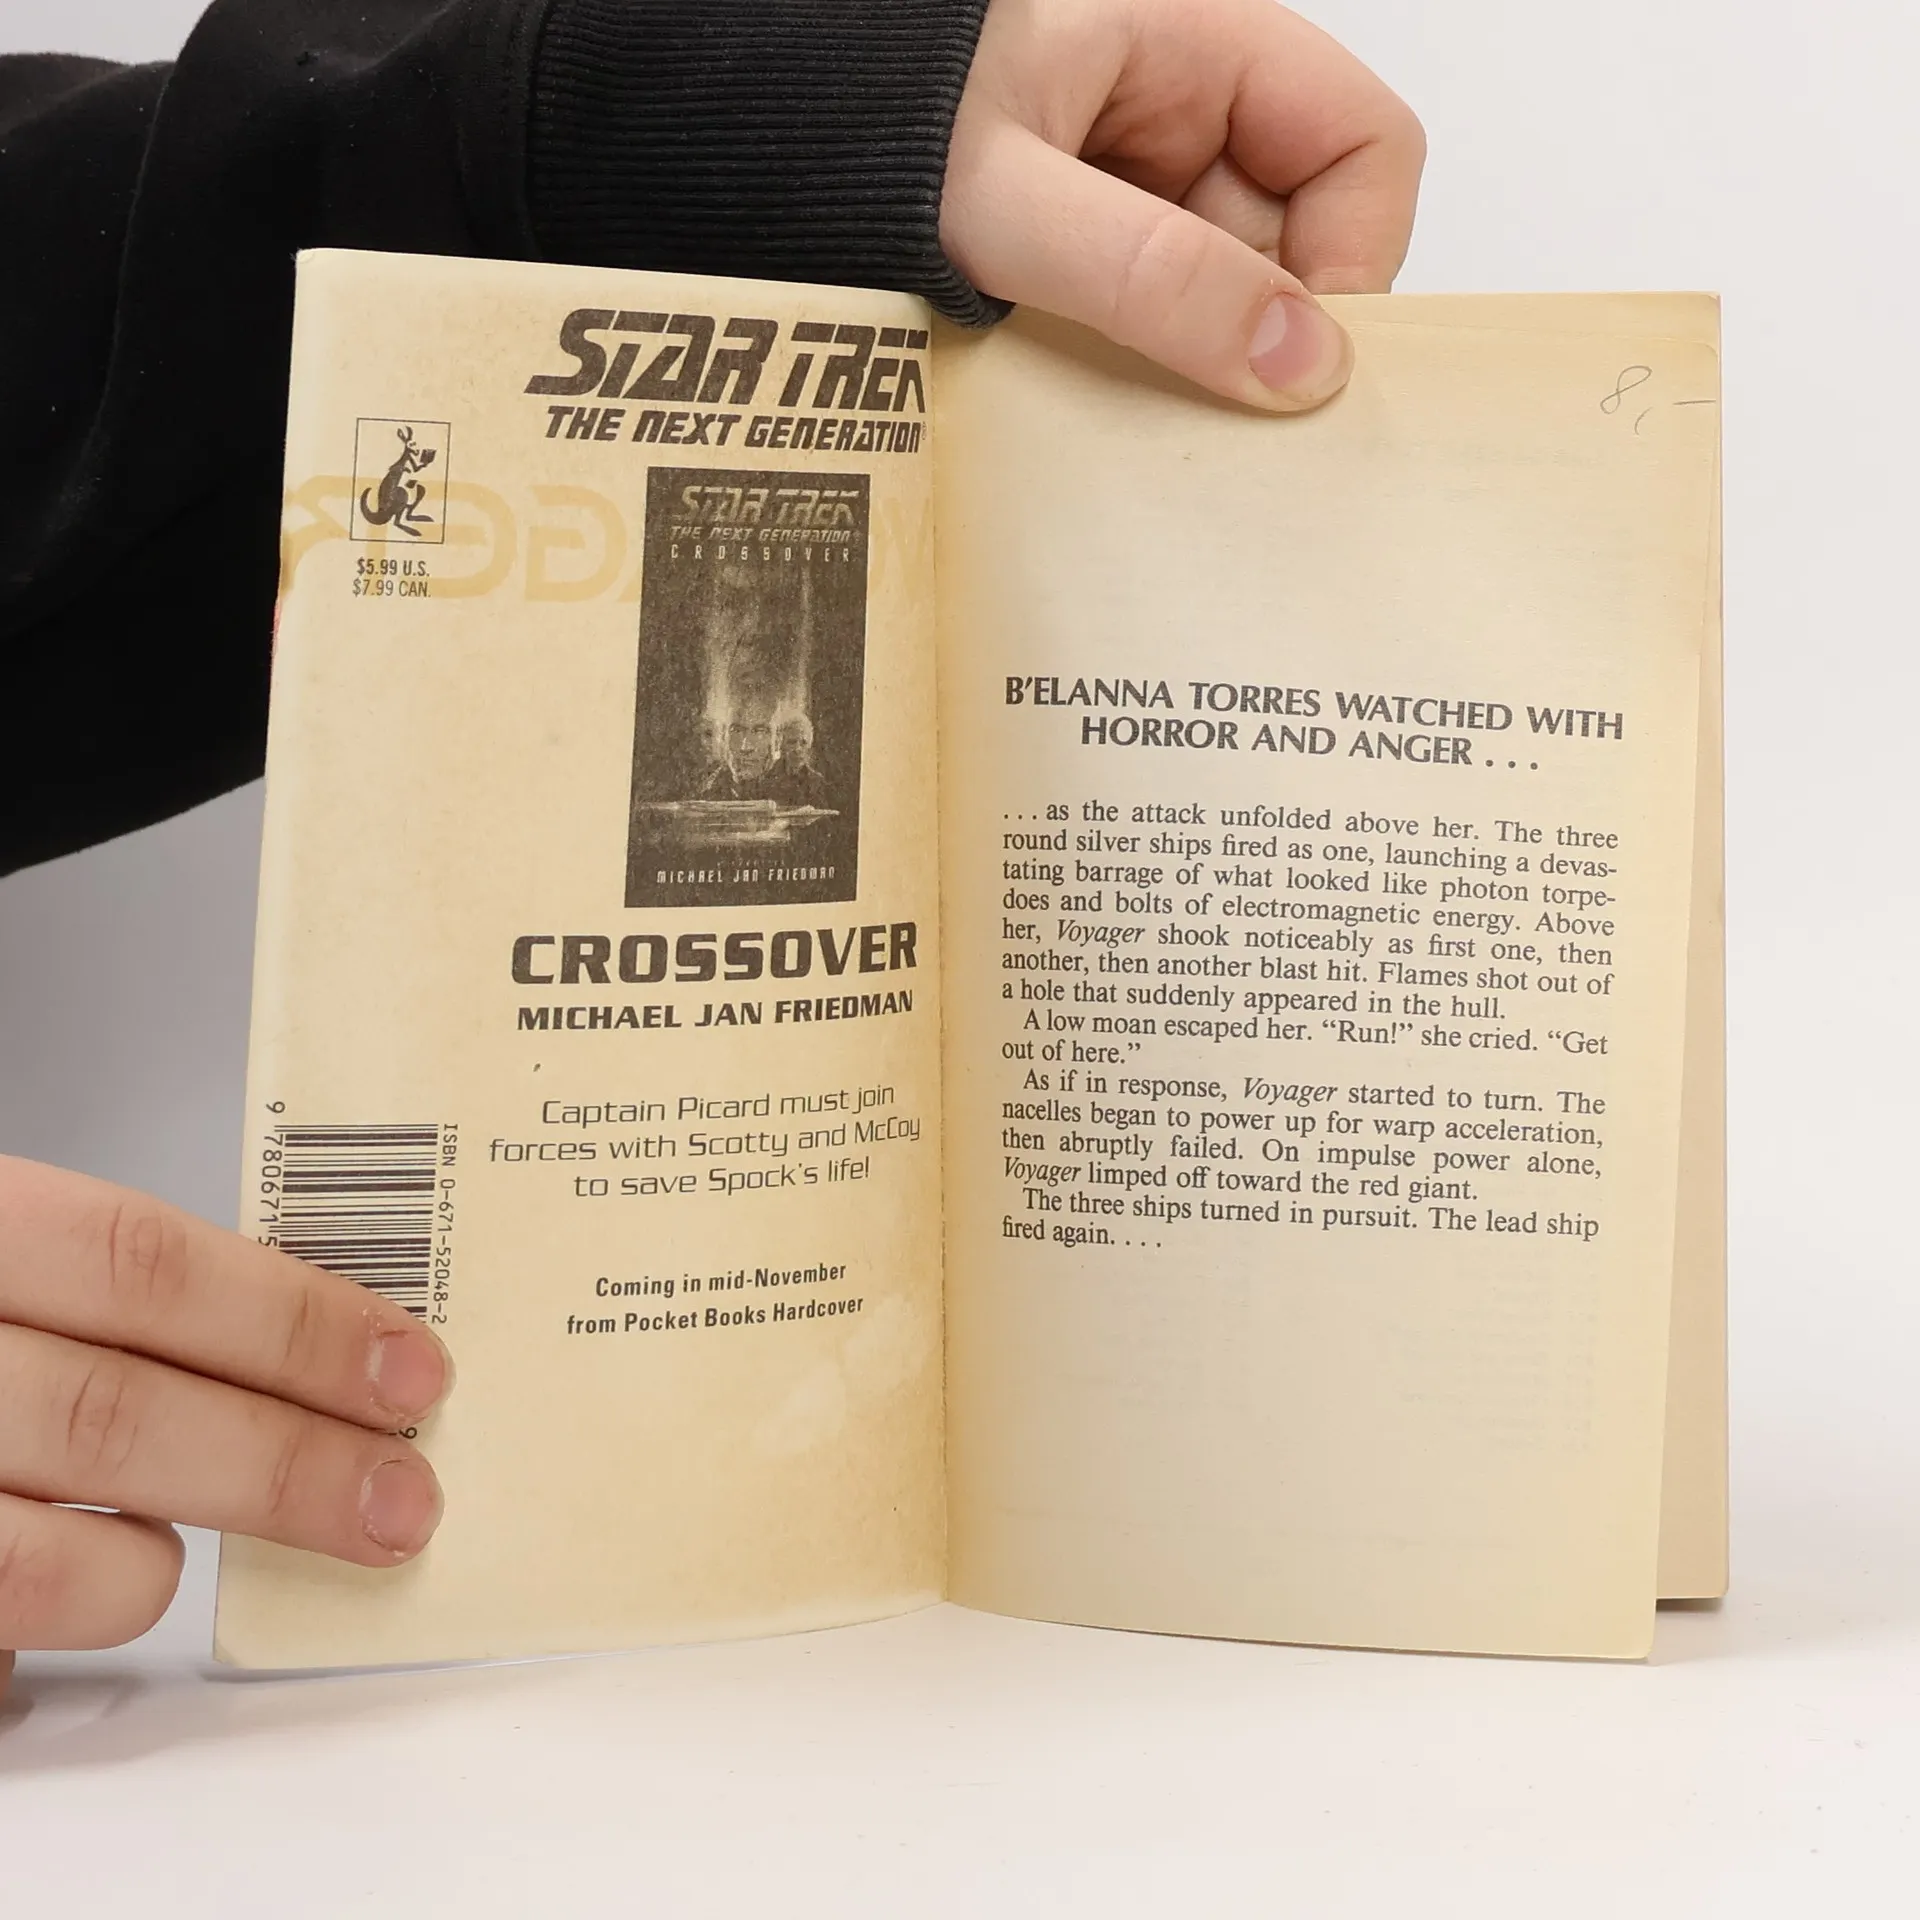 STAR TREK
THE NEXT GENERATION®
$5.99 U.S.
$7.99 CAN.
STAR TREK
THE NEXT GENERATION
CROSSOVER
MICHAEL JAN FRIEDMAN
CROSSOVER
MICHAEL JAN FRIEDMAN
Captain Picard must join
forces with Scotty and McCoy
to save Spock's life!
Coming in mid-November
from Pocket Books Hardcover
ISBN 0-671-52048-2
9 780671 5
8,-
B'ELANNA TORRES WATCHED WITH
HORROR AND ANGER . . .
. . . as the attack unfolded above her. The three
round silver ships fired as one, launching a devas-
tating barrage of what looked like photon torpe-
does and bolts of electromagnetic energy. Above
her, Voyager shook noticeably as first one, then
another, then another blast hit. Flames shot out of
a hole that suddenly appeared in the hull.
A low moan escaped her. “Run!” she cried. “Get
out of here.”
As if in response, Voyager started to turn. The
nacelles began to power up for warp acceleration,
then abruptly failed. On impulse power alone,
Voyager limped off toward the red giant.
The three ships turned in pursuit. The lead ship
fired again. . . .